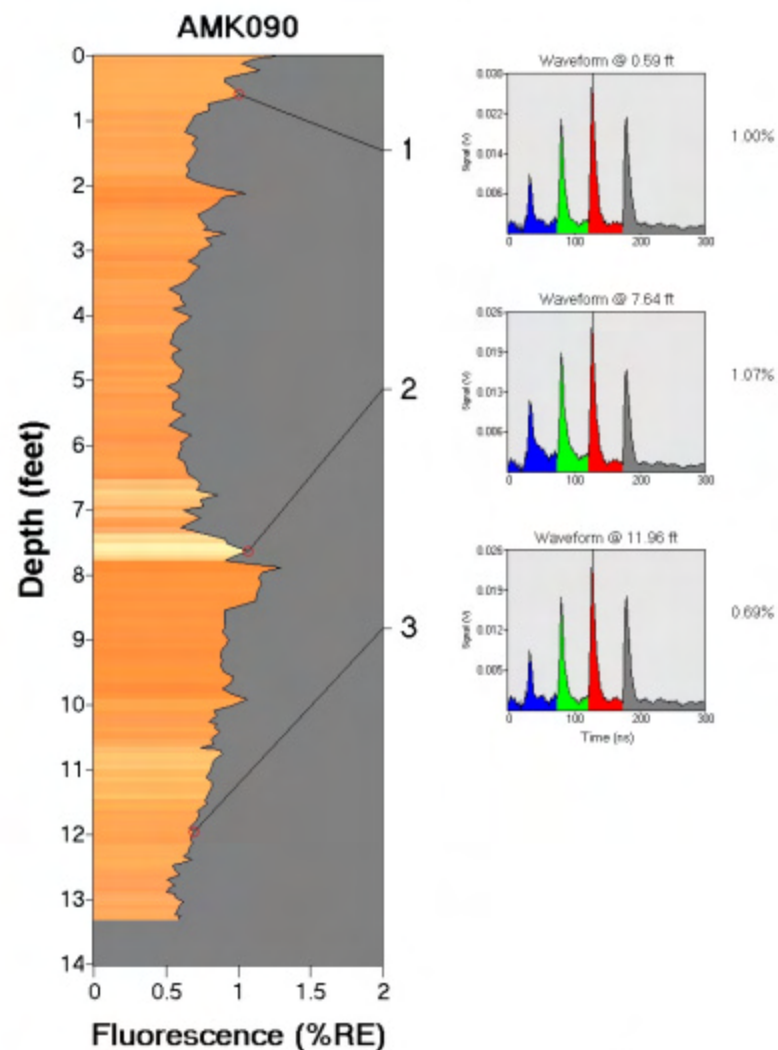 AMK090
0
1
2
3
4
5
6
7
8
9
10
11
12
13
14
Depth (feet)
0 0.5 1 1.5 2
Fluorescence (%RE)
1
2
3
Waveform @ 0.59 ft
0.030
0.022
0.014
0.006
Signal (V)
0 100 200 300
1.00%
Waveform @ 7.64 ft
0.026
0.019
0.013
0.006
Signal (V)
0 100 200 300
1.07%
Waveform @ 11.96 ft
0.026
0.019
0.012
0.005
Signal (V)
0 100 200 300
Time (ns)
0.69%